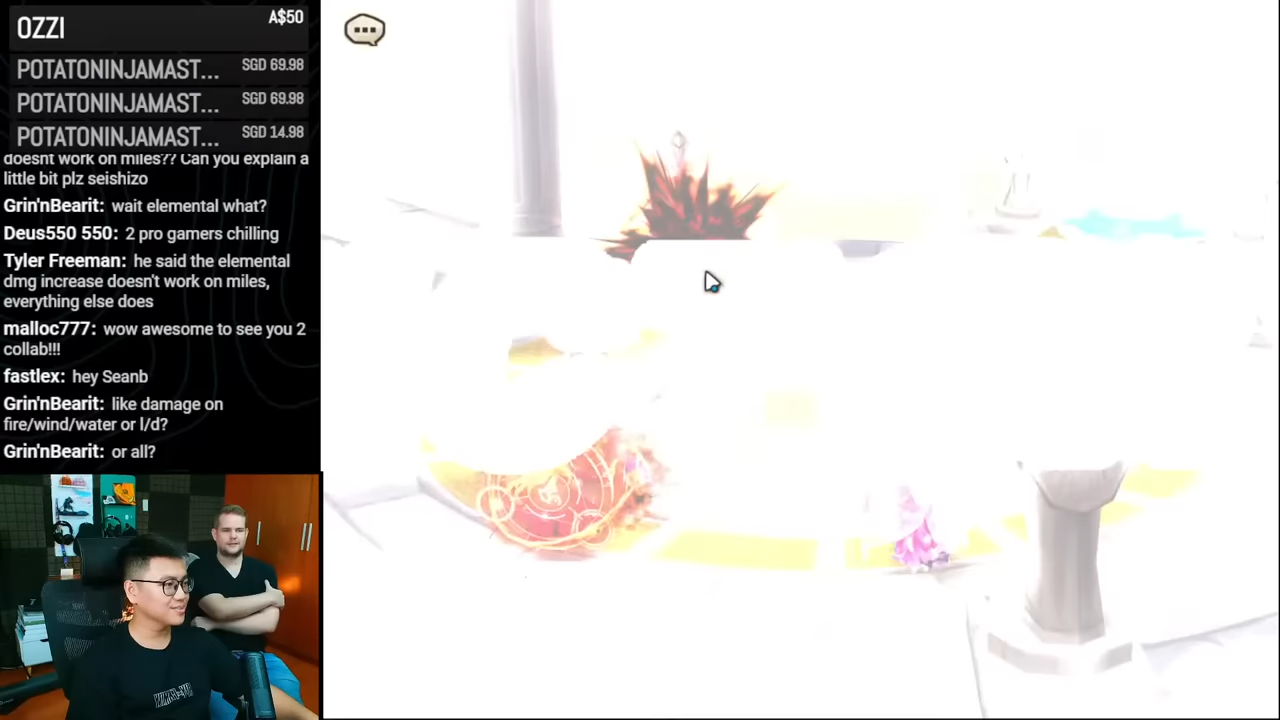 OZZI A$50
POTATONINJAMAST... SGD 69.98
POTATONINJAMAST... SGD 69.98
POTATONINJAMAST... SGD 14.98
doesnt work on miles?? Can you explain a
little bit plz seishizo
Grin'nBearit: wait elemental what?
Deus550 550: 2 pro gamers chilling
Tyler Freeman: he said the elemental
dmg increase doesn't work on miles,
everything else does
malloc777: wow awesome to see you 2
collab!!!
fastlex: hey Seanb
Grin'nBearit: like damage on
fire/wind/water or l/d?
Grin'nBearit: or all?